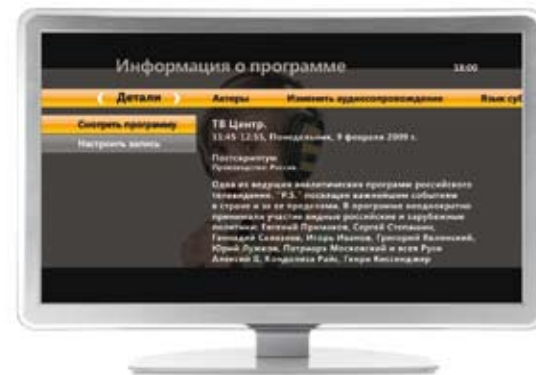 Информация о программе 18:00
Детали Актеры Изменить аудиосопровождение Язык суб
Смотреть программу
Настроить запись
ТВ Центр.
11:45 12:55, Понедельник, 9 февраля 2009 г.
Постскриптум
Производство: Россия
Одна из ведущих аналитических программ российского
телевидения. "P.S." посвящен важнейшим событиям
в стране и за ее пределами. В программе неоднократно
принимали участие видные российские и зарубежные
политики: Евгений Примаков, Сергей Степашин,
Геннадий Селезнев, Игорь Иванов, Григорий Явлинский,
Юрий Лужков, Патриарх Московский и всея Руси
Алексий II, Кондолиза Райс, Генри Киссинджер